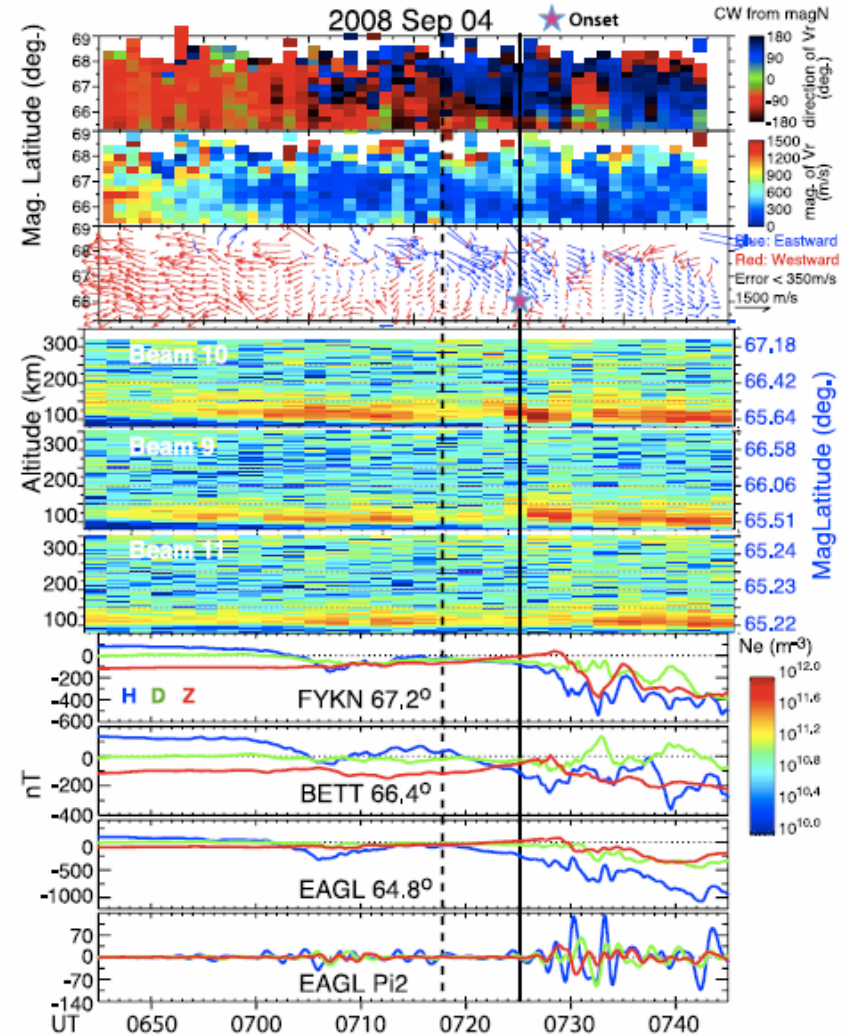 2008 Sep 04
Onset
CW from magN
69
68
67
66
Mag. Latitude (deg.)
180
90
0
-90
-180
direction of Vr
(deg.)
69
68
67
66
1500
1200
900
600
300
0
mag. of Vr
(m/s)
69
68
67
66
Blue: Eastward
Red: Westward
Error < 350m/s
1500 m/s
Altitude (km)
300
200
100
Beam 10
67.18
66.42
65.64
MagLatitude (deg.)
300
200
100
Beam 9
66.58
66.06
65.51
300
200
100
Beam 11
65.24
65.23
65.22
Ne (m-3)
10^12.0
10^11.6
10^11.2
10^10.8
10^10.4
10^10.0
nT
0
-200
-400
-600
H D Z
FYKN 67.2°
0
-200
-400
BETT 66.4°
0
-500
-1000
EAGL 64.8°
70
0
-70
-140
EAGL Pi2
UT 0650 0700 0710 0720 0730 0740